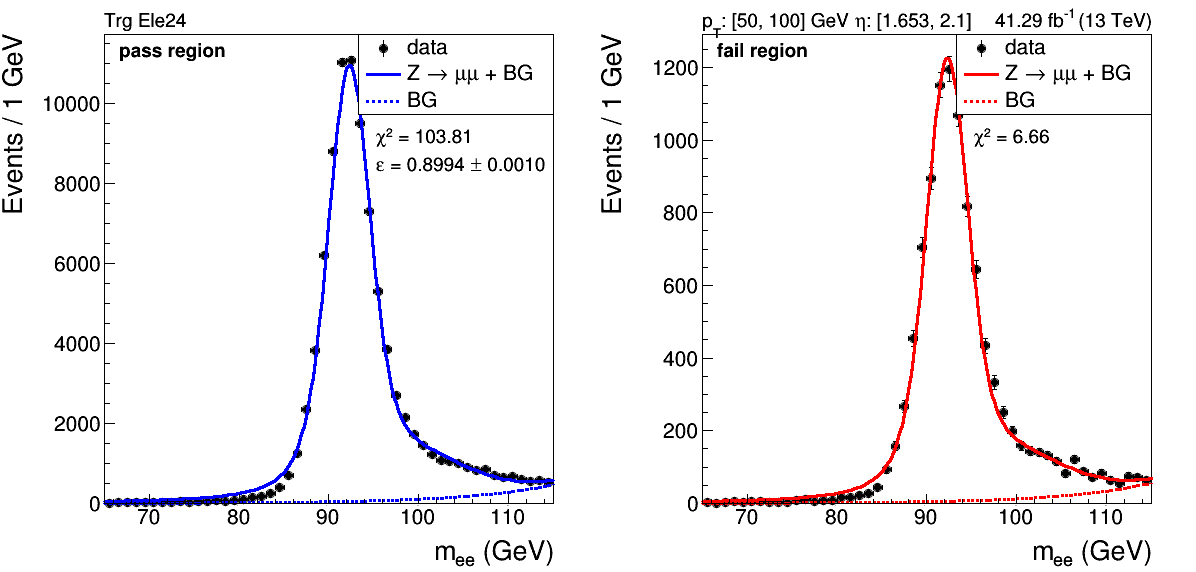 Trg Ele24
pass region
data
Z → μμ + BG
BG
χ² = 103.81
ε = 0.8994 ± 0.0010
Events / 1 GeV
10000
8000
6000
4000
2000
0
70 80 90 100 110
m_ee (GeV)
p_T: [50, 100] GeV η: [1.653, 2.1] 41.29 fb⁻¹ (13 TeV)
fail region
data
Z → μμ + BG
BG
χ² = 6.66
Events / 1 GeV
1200
1000
800
600
400
200
0
70 80 90 100 110
m_ee (GeV)